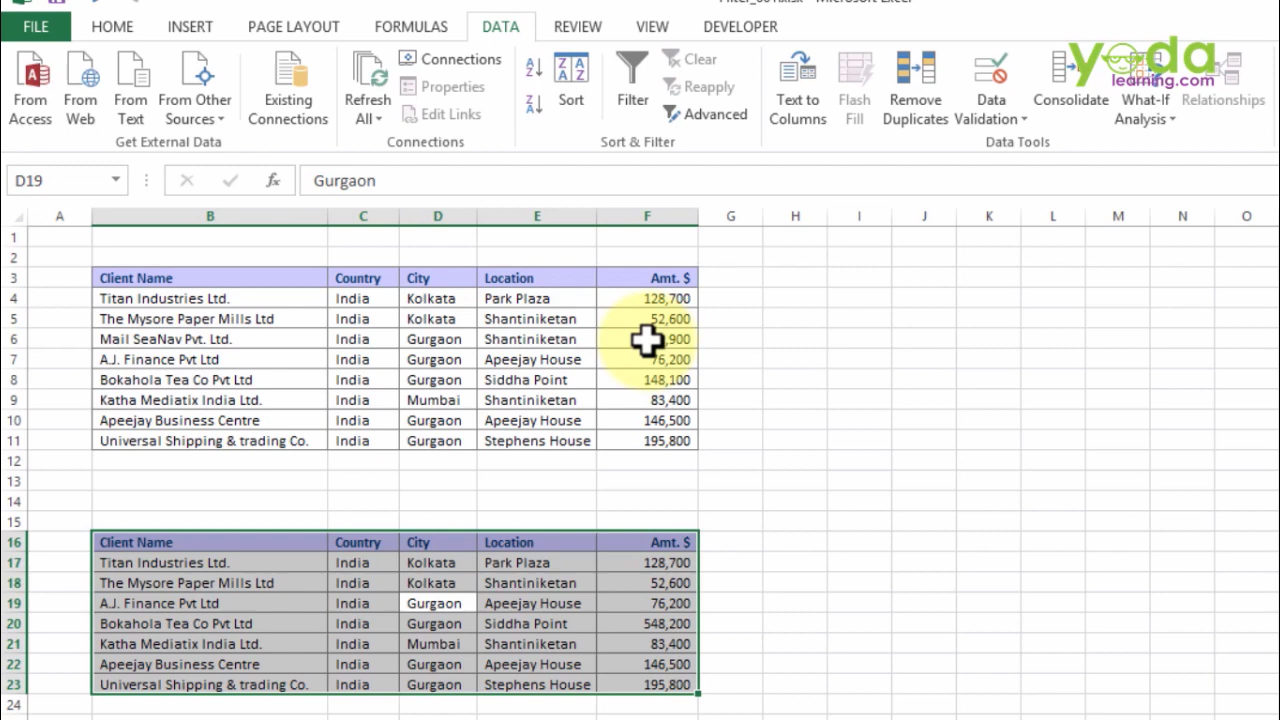 FILE HOME INSERT PAGE LAYOUT FORMULAS DATA REVIEW VIEW DEVELOPER
yoda
learning.com
From Access From Web From Text From Other Sources Existing Connections Refresh All Connections Properties Edit Links Sort Filter Clear Reapply Advanced Text to Columns Flash Fill Remove Duplicates Data Validation Consolidate What-If Analysis Relationships
Get External Data Connections Sort & Filter Data Tools
D19 fx Gurgaon
A B C D E F G H I J K L M N O
1
2
3 Client Name Country City Location Amt. $
4 Titan Industries Ltd. India Kolkata Park Plaza 128,700
5 The Mysore Paper Mills Ltd India Kolkata Shantiniketan 52,600
6 Mail SeaNav Pvt. Ltd. India Gurgaon Shantiniketan ,900
7 A.J. Finance Pvt Ltd India Gurgaon Apeejay House 76,200
8 Bokahola Tea Co Pvt Ltd India Gurgaon Siddha Point 148,100
9 Katha Mediatix India Ltd. India Mumbai Shantiniketan 83,400
10 Apeejay Business Centre India Gurgaon Apeejay House 146,500
11 Universal Shipping & trading Co. India Gurgaon Stephens House 195,800
12
13
14
15
16 Client Name Country City Location Amt. $
17 Titan Industries Ltd. India Kolkata Park Plaza 128,700
18 The Mysore Paper Mills Ltd India Kolkata Shantiniketan 52,600
19 A.J. Finance Pvt Ltd India Gurgaon Apeejay House 76,200
20 Bokahola Tea Co Pvt Ltd India Gurgaon Siddha Point 548,200
21 Katha Mediatix India Ltd. India Mumbai Shantiniketan 83,400
22 Apeejay Business Centre India Gurgaon Apeejay House 146,500
23 Universal Shipping & trading Co. India Gurgaon Stephens House 195,800
24